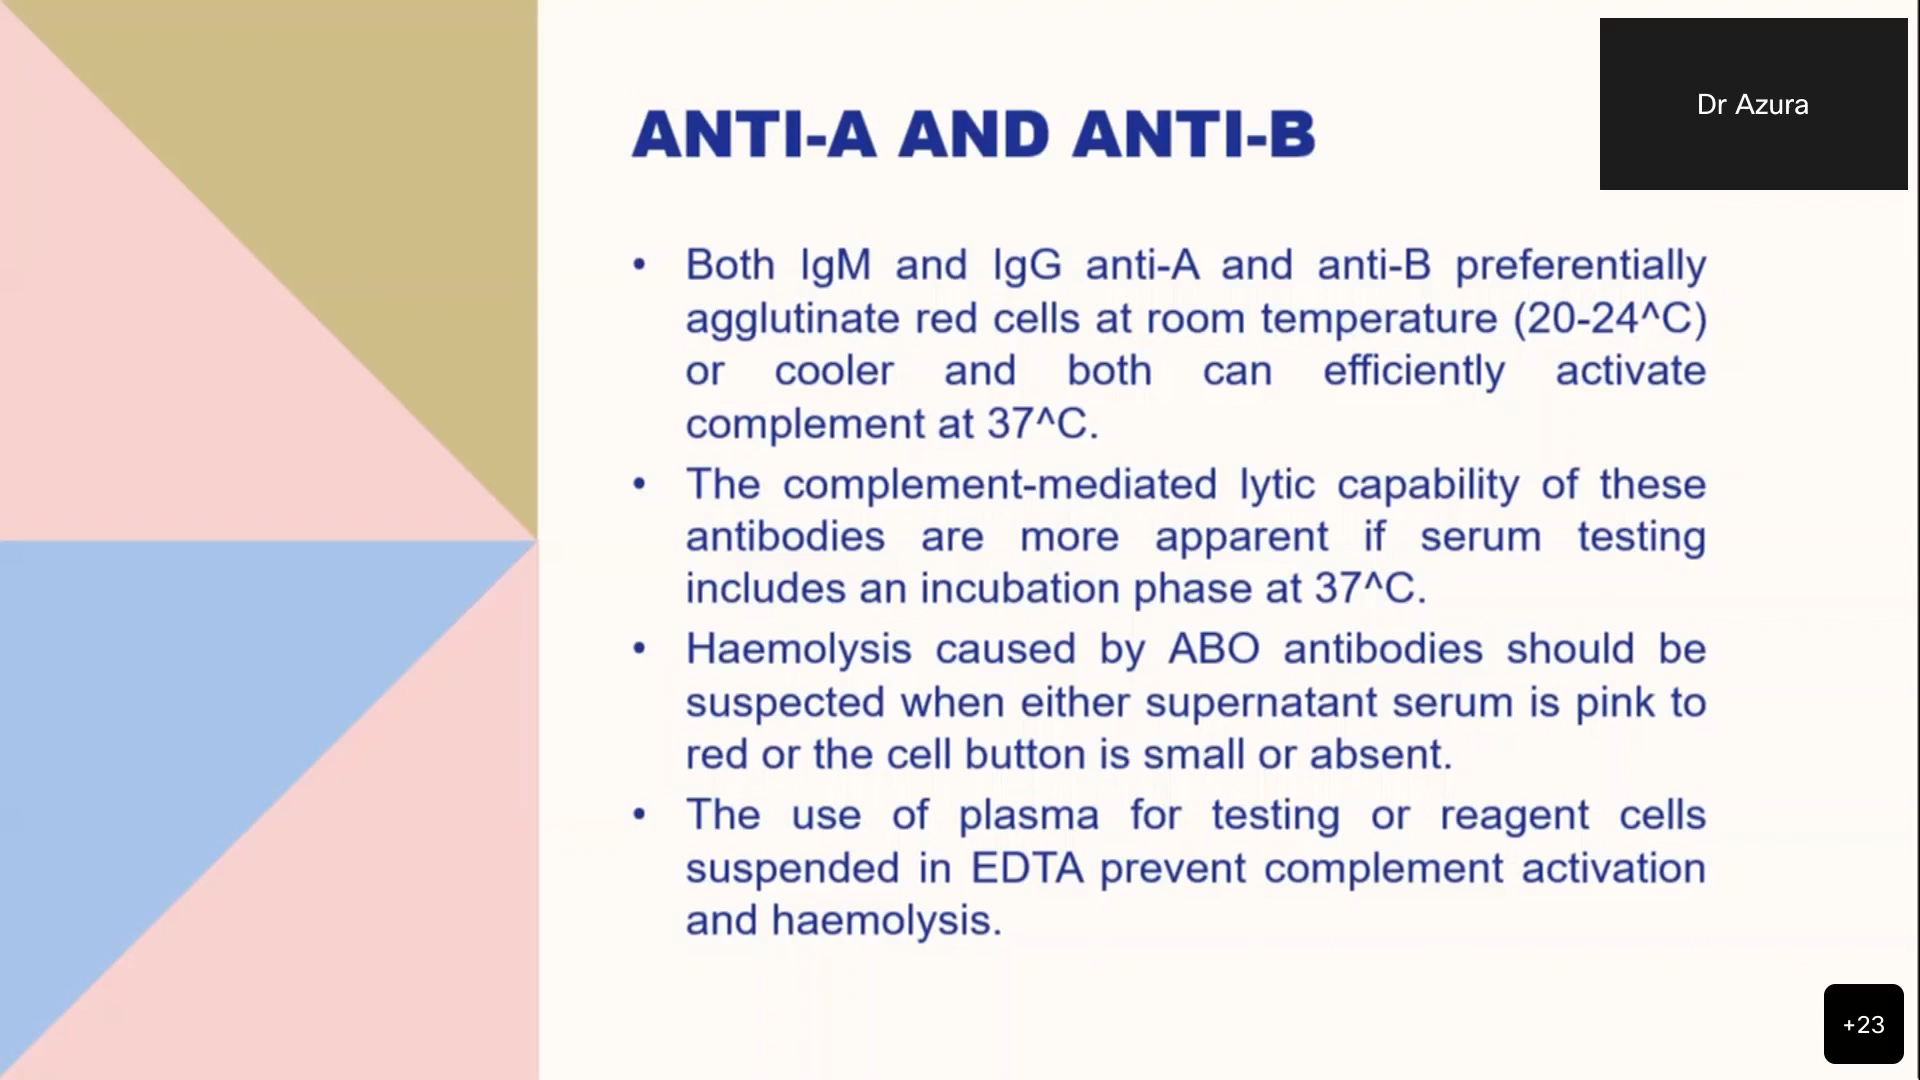 Dr Azura
ANTI-A AND ANTI-B
• Both IgM and IgG anti-A and anti-B preferentially
agglutinate red cells at room temperature (20-24^C)
or cooler and both can efficiently activate
complement at 37^C.
• The complement-mediated lytic capability of these
antibodies are more apparent if serum testing
includes an incubation phase at 37^C.
• Haemolysis caused by ABO antibodies should be
suspected when either supernatant serum is pink to
red or the cell button is small or absent.
• The use of plasma for testing or reagent cells
suspended in EDTA prevent complement activation
and haemolysis.
+23